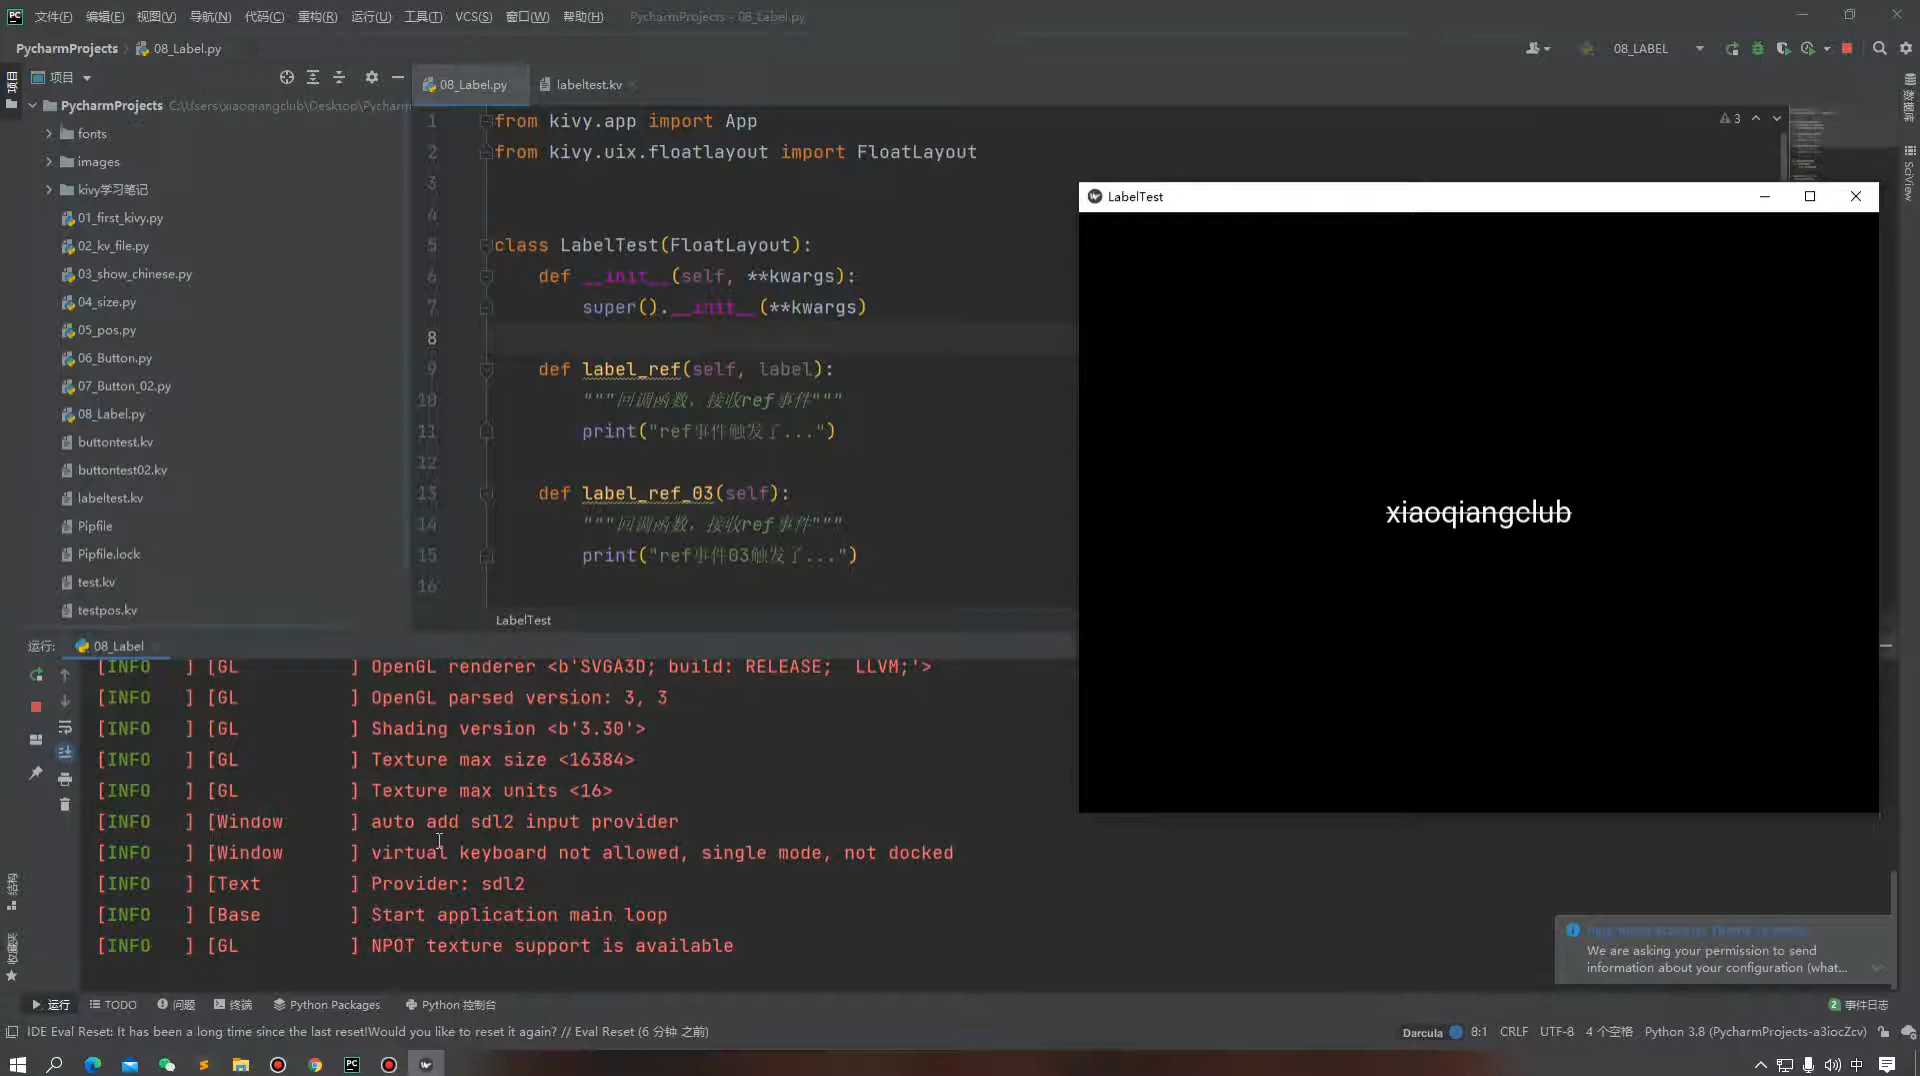 文件(F) 编辑(E) 视图(V) 导航(N) 代码(C) 重构(R) 运行(U) 工具(T) VCS(S) 窗口(W) 帮助(H) PycharmProjects - 08_Label.py
PycharmProjects 08_Label.py
08_LABEL
项目
08_Label.py
labeltest.kv
PycharmProjects C:\Users\xiaoqiangclub\Desktop\Pycharm
fonts
images
kivy学习笔记
01_first_kivy.py
02_kv_file.py
03_show_chinese.py
04_size.py
05_pos.py
06_Button.py
07_Button_02.py
08_Label.py
buttontest.kv
buttontest02.kv
labeltest.kv
Pipfile
Pipfile.lock
test.kv
testpos.kv
项目
数据库
SciView
3
1 from kivy.app import App
2 from kivy.uix.floatlayout import FloatLayout
3
4
5 class LabelTest(FloatLayout):
6 def __init__(self, **kwargs):
7 super().__init__(**kwargs)
8
9 def label_ref(self, label):
10 """回调函数，接收ref事件"""
11 print("ref事件触发了...")
12
13 def label_ref_03(self):
14 """回调函数，接收ref事件"""
15 print("ref事件03触发了...")
16
LabelTest
LabelTest
xiaoqiangclub
运行: 08_Label
[INFO ] [GL ] OpenGL renderer <b'SVGA3D; build: RELEASE; LLVM;'>
[INFO ] [GL ] OpenGL parsed version: 3, 3
[INFO ] [GL ] Shading version <b'3.30'>
[INFO ] [GL ] Texture max size <16384>
[INFO ] [GL ] Texture max units <16>
[INFO ] [Window ] auto add sdl2 input provider
[INFO ] [Window ] virtual keyboard not allowed, single mode, not docked
[INFO ] [Text ] Provider: sdl2
[INFO ] [Base ] Start application main loop
[INFO ] [GL ] NPOT texture support is available
结构
收藏夹
We are asking your permission to send
information about your configuration (what...
运行 TODO 问题 终端 Python Packages Python 控制台
2 事件日志
IDE Eval Reset: It has been a long time since the last reset!Would you like to reset it again? // Eval Reset (6 分钟 之前)
Darcula 8:1 CRLF UTF-8 4 个空格 Python 3.8 (PycharmProjects-a3iocZcv)
中